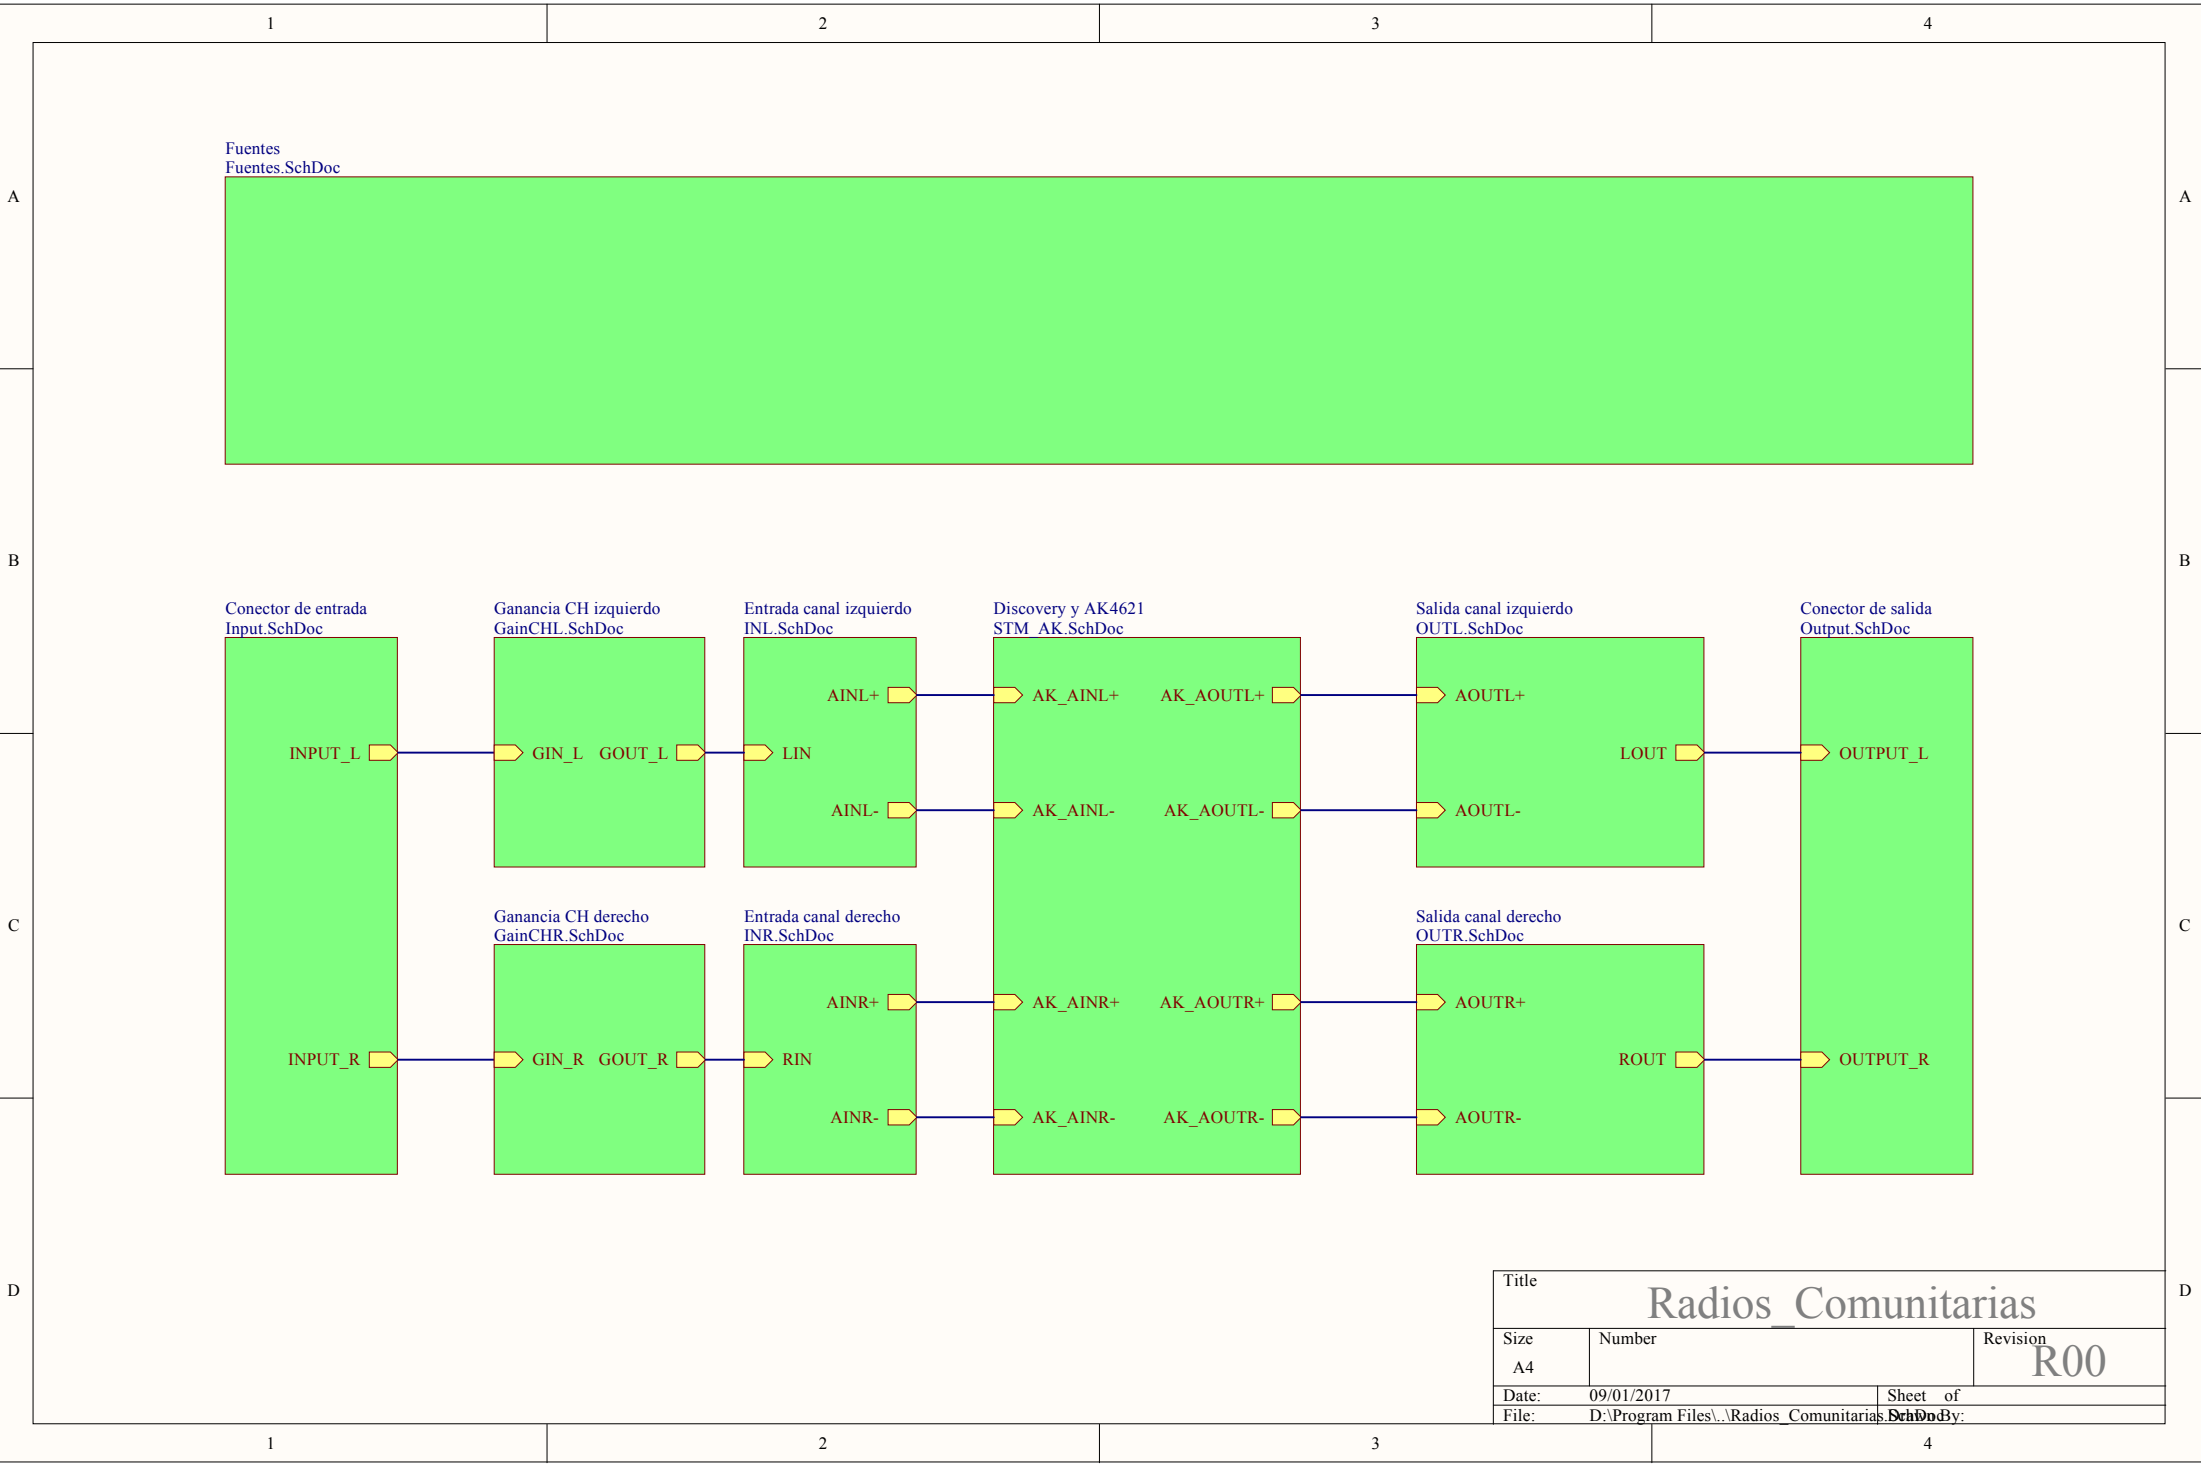 1 2 3 4
A A
Fuentes
Fuentes.SchDoc
B B
Conector de entrada
Input.SchDoc
INPUT_L
INPUT_R
Ganancia CH izquierdo
GainCHL.SchDoc
GIN_L GOUT_L
Entrada canal izquierdo
INL.SchDoc
AINL+
LIN
AINL-
Discovery y AK4621
STM_AK.SchDoc
AK_AINL+ AK_AOUTL+
AK_AINL- AK_AOUTL-
AK_AINR+ AK_AOUTR+
AK_AINR- AK_AOUTR-
Salida canal izquierdo
OUTL.SchDoc
AOUTL+
LOUT
AOUTL-
Conector de salida
Output.SchDoc
OUTPUT_L
OUTPUT_R
C C
Ganancia CH derecho
GainCHR.SchDoc
GIN_R GOUT_R
Entrada canal derecho
INR.SchDoc
AINR+
RIN
AINR-
Salida canal derecho
OUTR.SchDoc
AOUTR+
ROUT
AOUTR-
D D
Title
Radios_Comunitarias
Size Number Revision
A4 R00
Date: 09/01/2017 Sheet of
File: D:\Program Files\..\Radios_Comunitarias.SchDoc Drawn By:
1 2 3 4